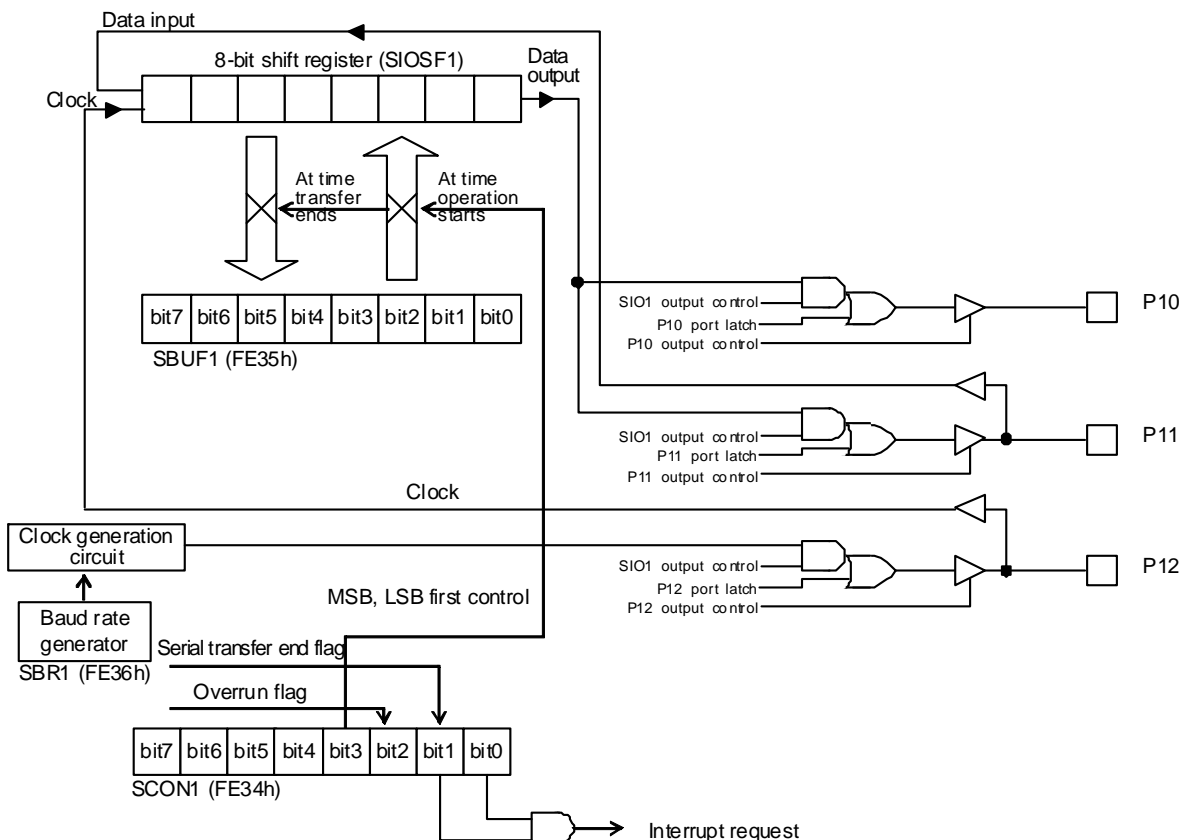 Data input
8-bit shift register (SIOSF1)
Data
output
Clock
At time
transfer
ends
At time
operation
starts
bit7 bit6 bit5 bit4 bit3 bit2 bit1 bit0
SBUF1 (FE35h)
SIO1 output control
P10 port latch
P10 output control
P10
SIO1 output control
P11 port latch
P11 output control
P11
Clock
Clock generation
circuit
SIO1 output control
P12 port latch
P12 output control
P12
MSB, LSB first control
Baud rate
generator
SBR1 (FE36h)
Serial transfer end flag
Overrun flag
bit7 bit6 bit5 bit4 bit3 bit2 bit1 bit0
SCON1 (FE34h)
Interrupt request